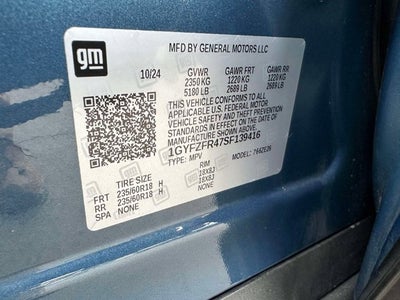 gm
MFD BY GENERAL MOTORS LLC
10/24 GVWR GAWR FRT GAWR RR
2350 KG 1220 KG 1220 KG
5180 LB 2689 LB 2689 LB
THIS VEHICLE CONFORMS TO ALL APPLICABLE
U.S. FEDERAL MOTOR VEHICLE SAFETY AND
THEFT PREVENTION STANDARDS IN EFFECT ON THE
DATE OF MANUFACTURE SHOWN ABOVE.
1GYFZFR47SF139416
TYPE: MPV MODEL:
TIRE SIZE RIM
FRT 235/60R18 H 18X8J
RR 235/60R18 H 18X8J
SPA NONE NONE